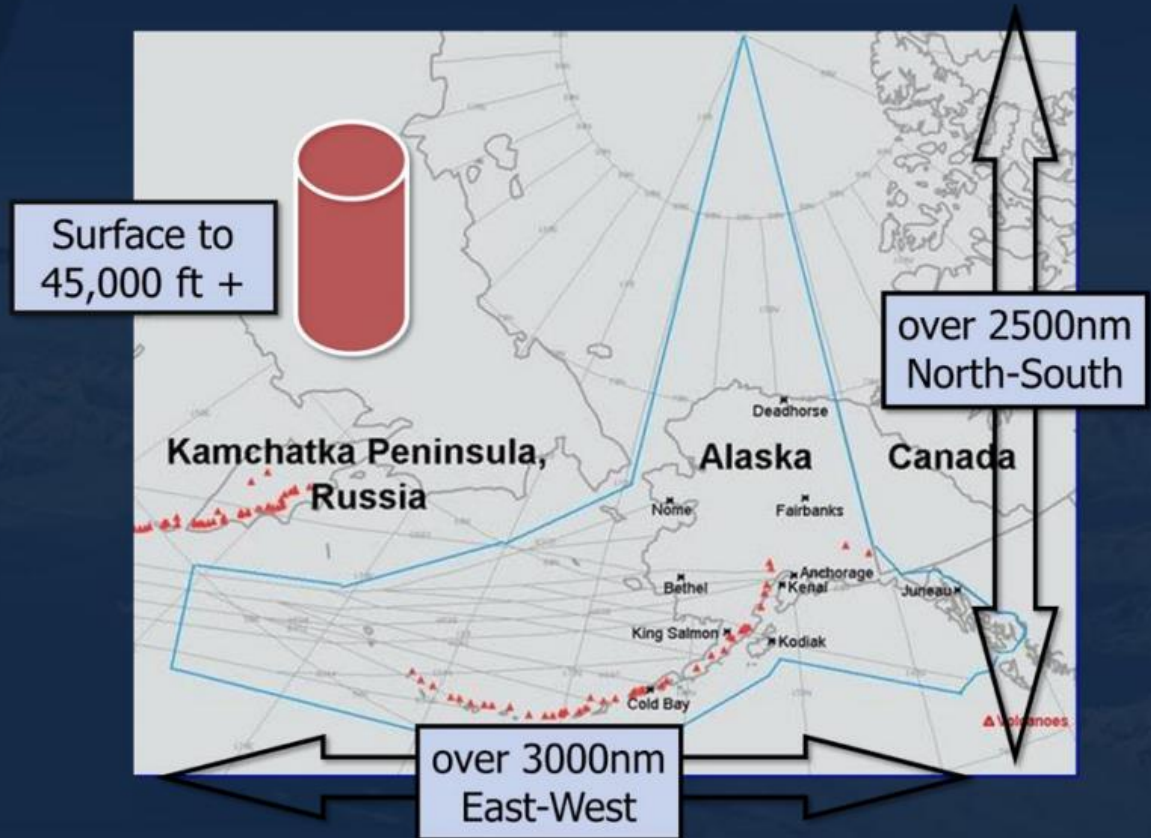 Surface to
45,000 ft +
over 2500nm
North-South
Deadhorse
Kamchatka Peninsula,
Russia
Alaska
Canada
Nome
Fairbanks
Bethel
Anchorage
Kenai
Juneau
King Salmon
Kodiak
Cold Bay
Volcanoes
over 3000nm
East-West